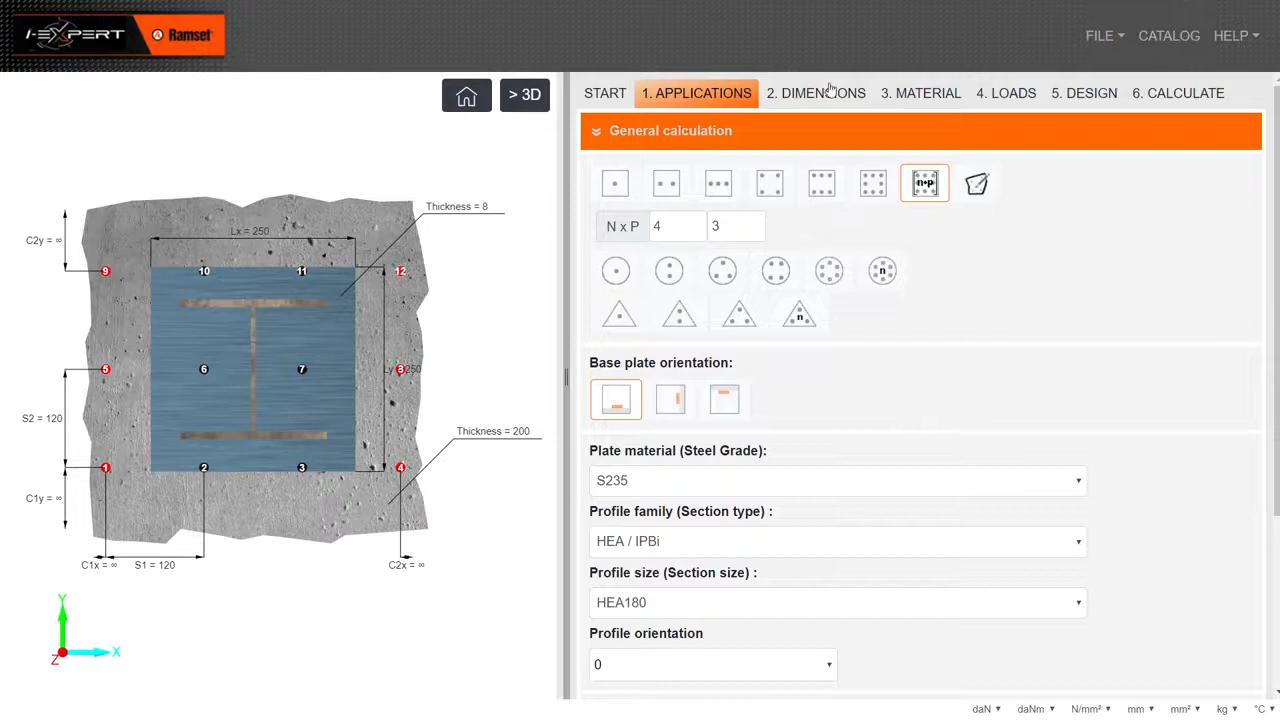 I-EXPERT Ramset
FILE CATALOG HELP
> 3D
START 1. APPLICATIONS 2. DIMENSIONS 3. MATERIAL 4. LOADS 5. DESIGN 6. CALCULATE
General calculation
n+p
N x P 4 3
n
n
Base plate orientation:
Plate material (Steel Grade):
S235
Profile family (Section type) :
HEA / IPBi
Profile size (Section size) :
HEA180
Profile orientation
0
Thickness = 8
Lx = 250
C2y = ∞
9 10 11 12
5 6 7 8
Ly = 250
S2 = 120
Thickness = 200
1 2 3 4
C1y = ∞
C1x = ∞ S1 = 120 C2x = ∞
Y
Z X
daN daNm N/mm² mm mm² kg °C